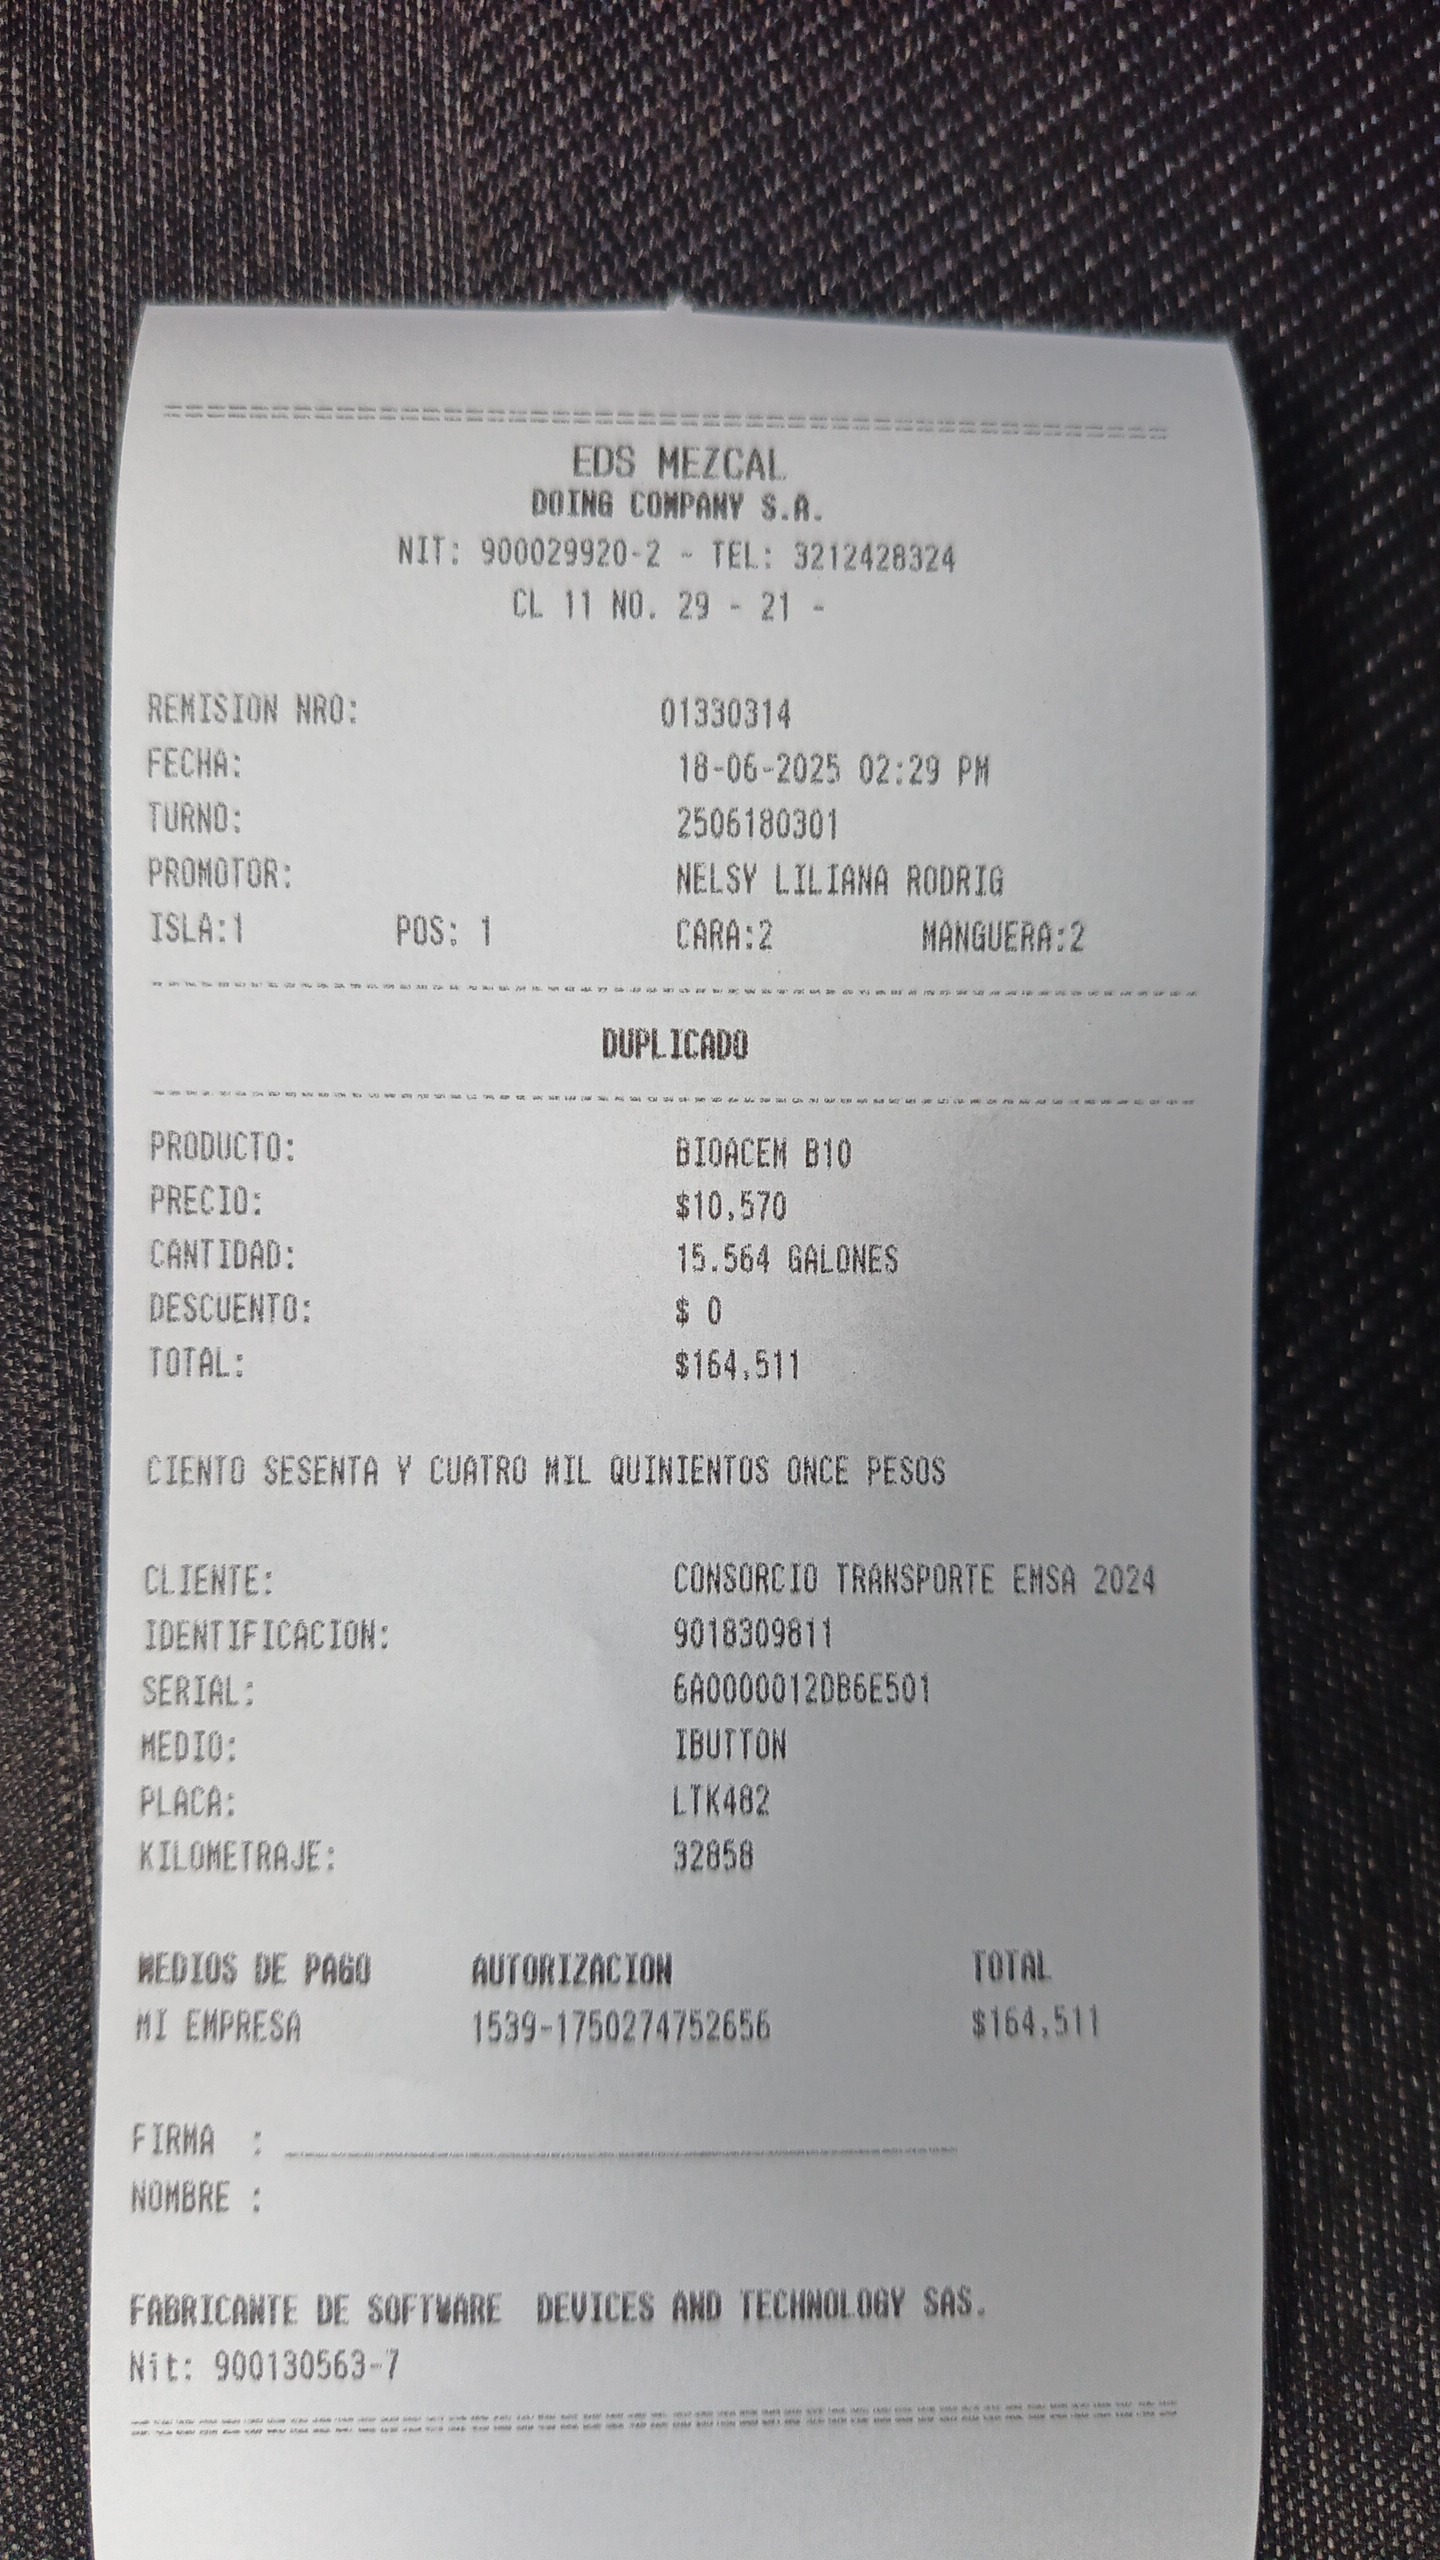 EDS MEZCAL
DOING COMPANY S.A.
NIT: 900029920-2 - TEL: 3212428324
CL 11 NO. 29 - 21 -
REMISION NRO: 01330314
FECHA: 18-06-2025 02:29 PM
TURNO: 2506180301
PROMOTOR: NELSY LILIANA RODRIG
ISLA:1 POS: 1 CARA:2 MANGUERA:2
DUPLICADO
PRODUCTO: BIOACEM B10
PRECIO: $10,570
CANTIDAD: 15.564 GALONES
DESCUENTO: $ 0
TOTAL: $164,511
CIENTO SESENTA Y CUATRO MIL QUINIENTOS ONCE PESOS
CLIENTE: CONSORCIO TRANSPORTE EMSA 2024
IDENTIFICACION: 9018309811
SERIAL: 6A0000012DB6E501
MEDIO: IBUTTON
PLACA: LTK482
KILOMETRAJE: 32858
MEDIOS DE PAGO AUTORIZACION TOTAL
MI EMPRESA 1539-1750274752656 $164,511
FIRMA :
NOMBRE :
FABRICANTE DE SOFTWARE DEVICES AND TECHNOLOGY SAS.
Nit: 900130563-7